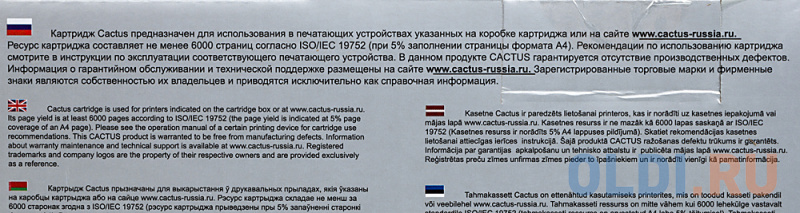 Картридж Cactus предназначен для использования в печатающих устройствах указанных на коробке картриджа или на сайте www.cactus-russia.ru.
Ресурс картриджа составляет не менее 6000 страниц согласно ISO/IEC 19752 (при 5% заполнении страницы формата А4). Рекомендации по использованию картриджа
смотрите в инструкции по эксплуатации соответствующего печатающего устройства. В данном продукте CACTUS гарантируется отсутствие производственных дефектов.
Информация о гарантийном обслуживании и технической поддержке размещены на сайте www.cactus-russia.ru. Зарегистрированные торговые марки и фирменные
знаки являются собственностью их владельцев и приводятся исключительно как справочная информация.
Cactus cartridge is used for printers indicated on the cartridge box or at www.cactus-russia.ru.
Its page yield is at least 6000 pages according to ISO/IEC 19752 (the page yield is indicated at 5% page
coverage of an A4 page). Please see the operation manual of a certain printing device for cartridge use
recommendations. This CACTUS product is warranted to be free from manufacturing defects. Information
about warranty maintenance and technical support is available at www.cactus-russia.ru. Registered
trademarks and company logos are the property of their respective owners and are provided exclusively
as a reference.
Картыдж Cactus прызначаны для выкарыстання ў друкавальных прыладах, якія ўказаны
на каробцы картыджа або на сайце www.cactus-russia.ru. Рэсурс картрыджа складае не менш за
6000 старонак згодна з ISO/IEC 19752 (рэсурс картрыджа прыведзены пры 5% запаўненні старонкі
Kasetne Cactus ir paredzēts lietošanai printeros, kas ir norādīti uz kasetnes iepakojumā vai
mājas lapā www.cactus-russia.ru. Kasetnes resurss ir ne mazāk kā 6000 lapas saskaņā ar ISO/IEC
19752 (Kasetnes resurss ir norādīts 5% A4 lappuses pildījumā). Skatiet rekomendācijas kasetnes
lietošanai attiecīgas ierīces instrukcijā. Šajā produktā CACTUS ražošanas defektu trūkums ir garantēts.
Informācija par garantijas apkalpošanu un tehnisko atbalstu ir publicēta mājas lapā www.cactus-russia.ru.
Reģistrētas preču zīmes un firmas zīmes pieder to īpašniekiem un ir norādīti vienīgi kā pamatinformācija.
Tahmakassett Cactus on ettenähtud kasutamiseks printerites, mis on toodud kasseti pakendil
või veebilehel www.cactus-russia.ru. Tahmakasseti ressurss on mitte vähem kui 6000 lehekülge vastavalt
OLDI.RU